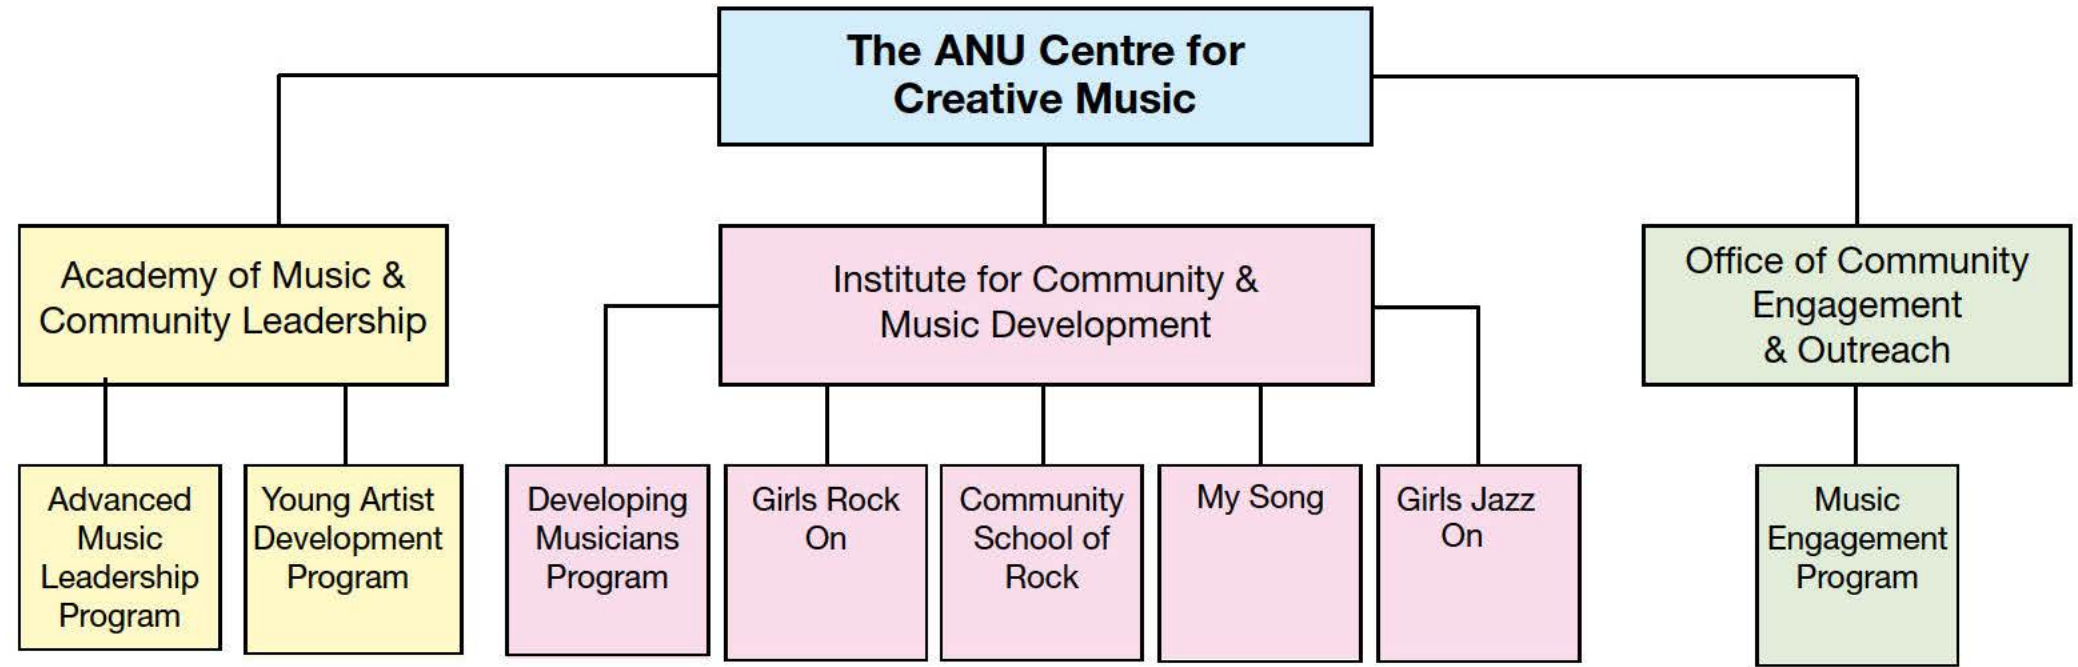 The ANU Centre for
Creative Music
Academy of Music &
Community Leadership
Institute for Community &
Music Development
Office of Community
Engagement
& Outreach
Advanced
Music
Leadership
Program
Young Artist
Development
Program
Developing
Musicians
Program
Girls Rock
On
Community
School of
Rock
My Song
Girls Jazz
On
Music
Engagement
Program